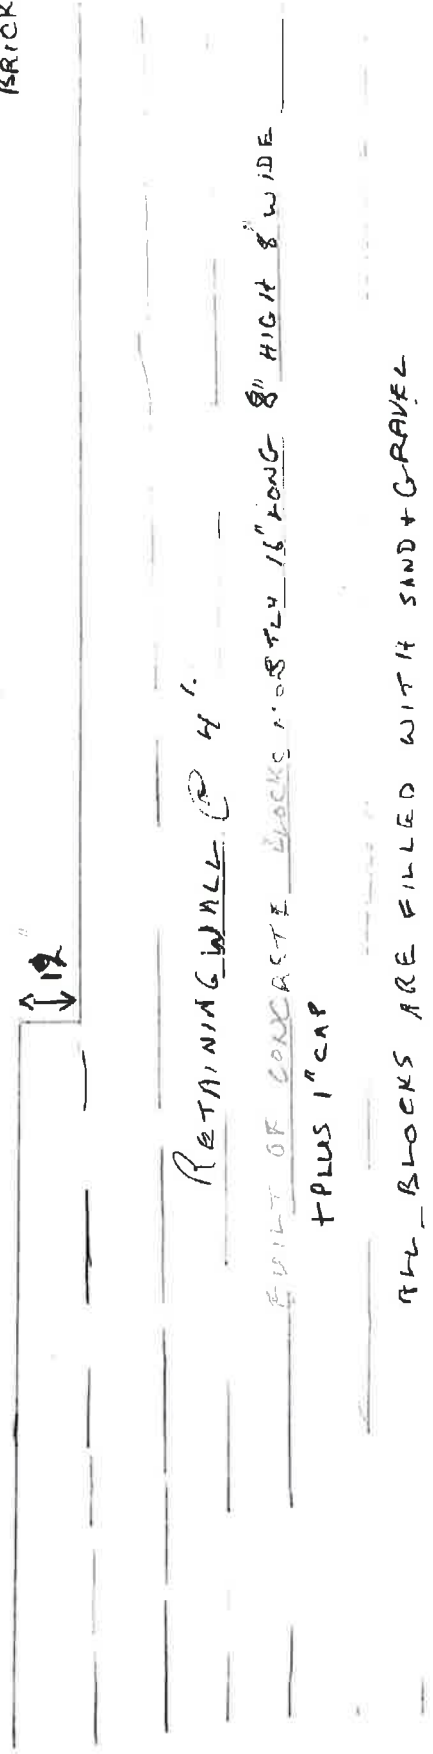 BRICK
12"
RETAINING WALL @ 4'.
BUILT OF CONCRETE BLOCKS MOSTLY 16" LONG 8" HIGH 8" WIDE
+ PLUS 1" CAP
ALL BLOCKS ARE FILLED WITH SAND + GRAVEL